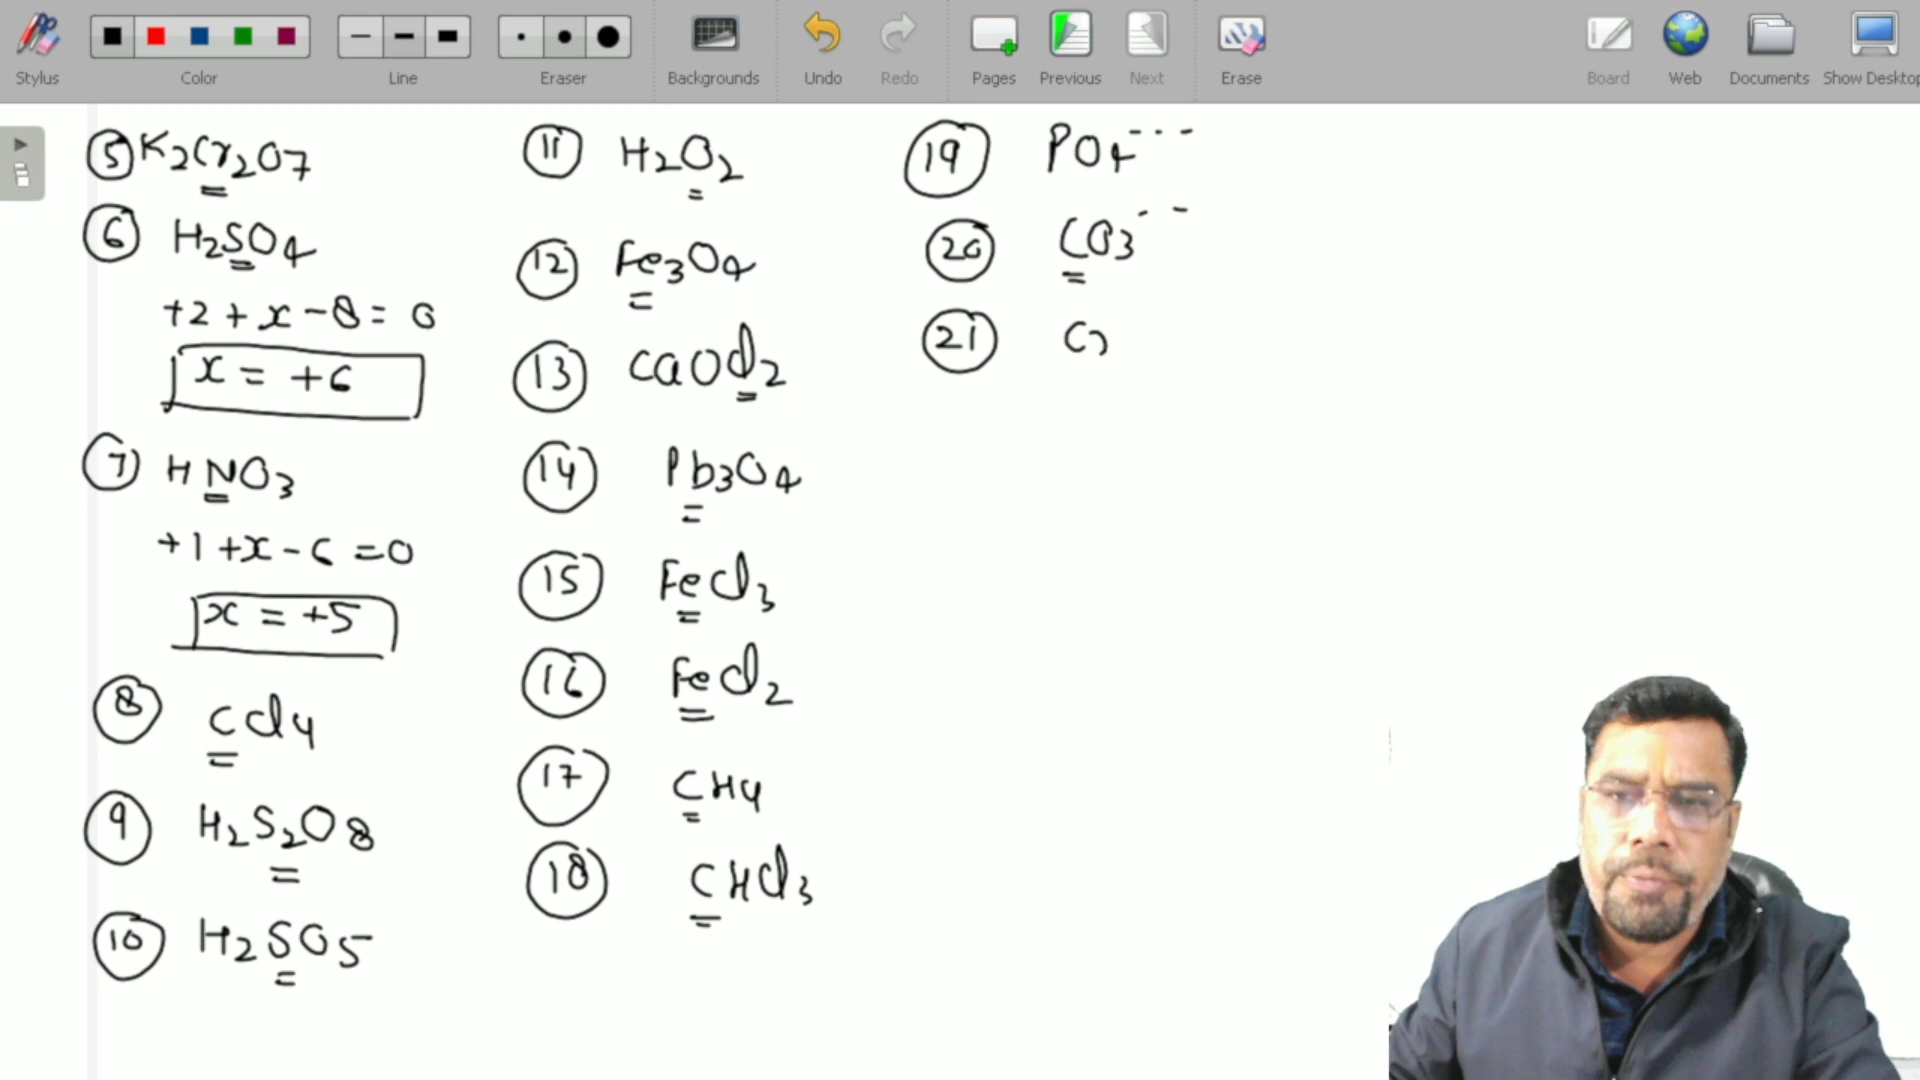 Stylus
Color
Line
Eraser
Backgrounds
Undo
Redo
Pages
Previous
Next
Erase
Board
Web
Documents
Show Deskto
5 K2Cr2O7
6 H2SO4
+2 + x - 8 = 0
x = +6
7 HNO3
+1 + x - 6 = 0
x = +5
8 CCl4
9 H2S2O8
10 H2SO5
11 H2O2
12 Fe3O4
13 CaOCl2
14 Pb3O4
15 FeCl3
16 FeCl2
17 CH4
18 CHCl3
19 PO4---
20 CO3--
21